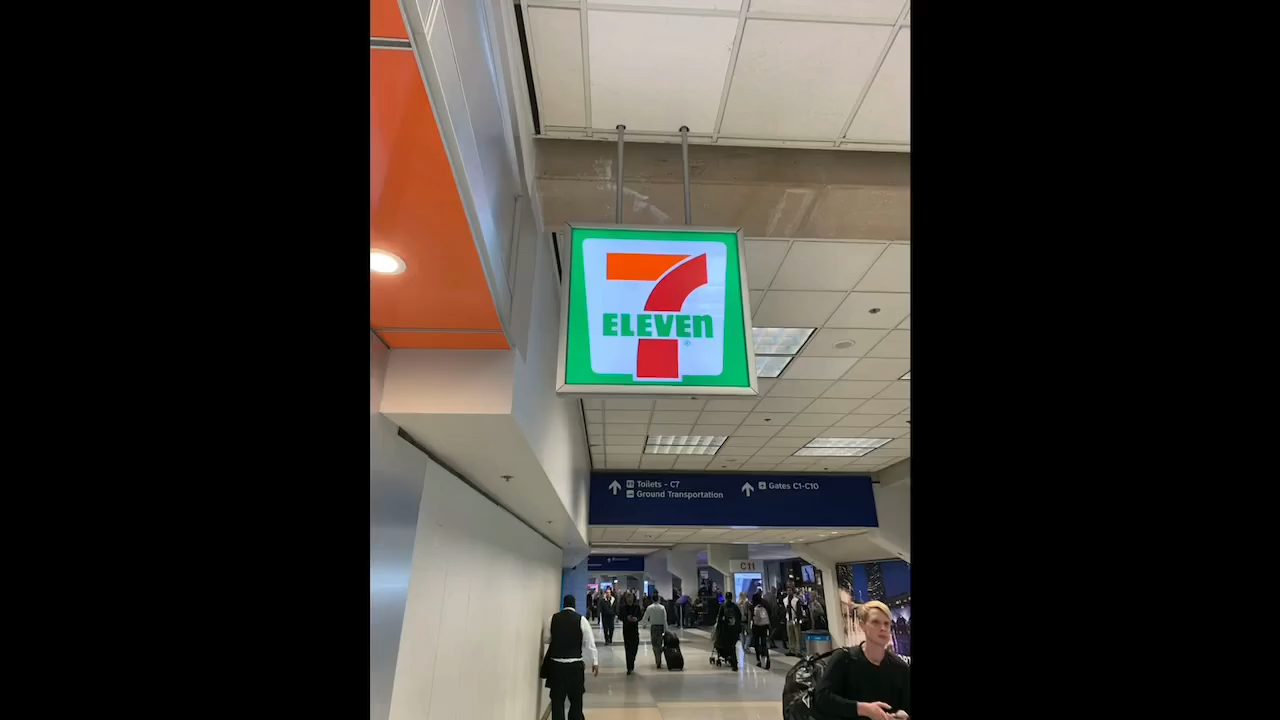 7
ELEVEn
®
Toilets - C7
Ground Transportation
Gates C1-C10
C11